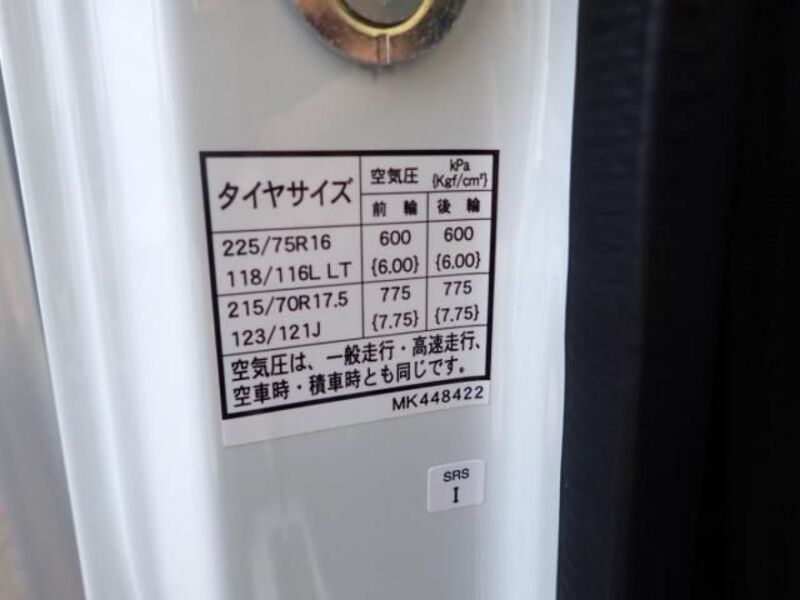 タイヤサイズ 空気圧 kPa {Kgf/cm²}
前輪 後輪
225/75R16 600 600
118/116L LT {6.00} {6.00}
215/70R17.5 775 775
123/121J {7.75} {7.75}
空気圧は、一般走行・高速走行、
空車時・積車時とも同じです。
MK448422
SRS
I